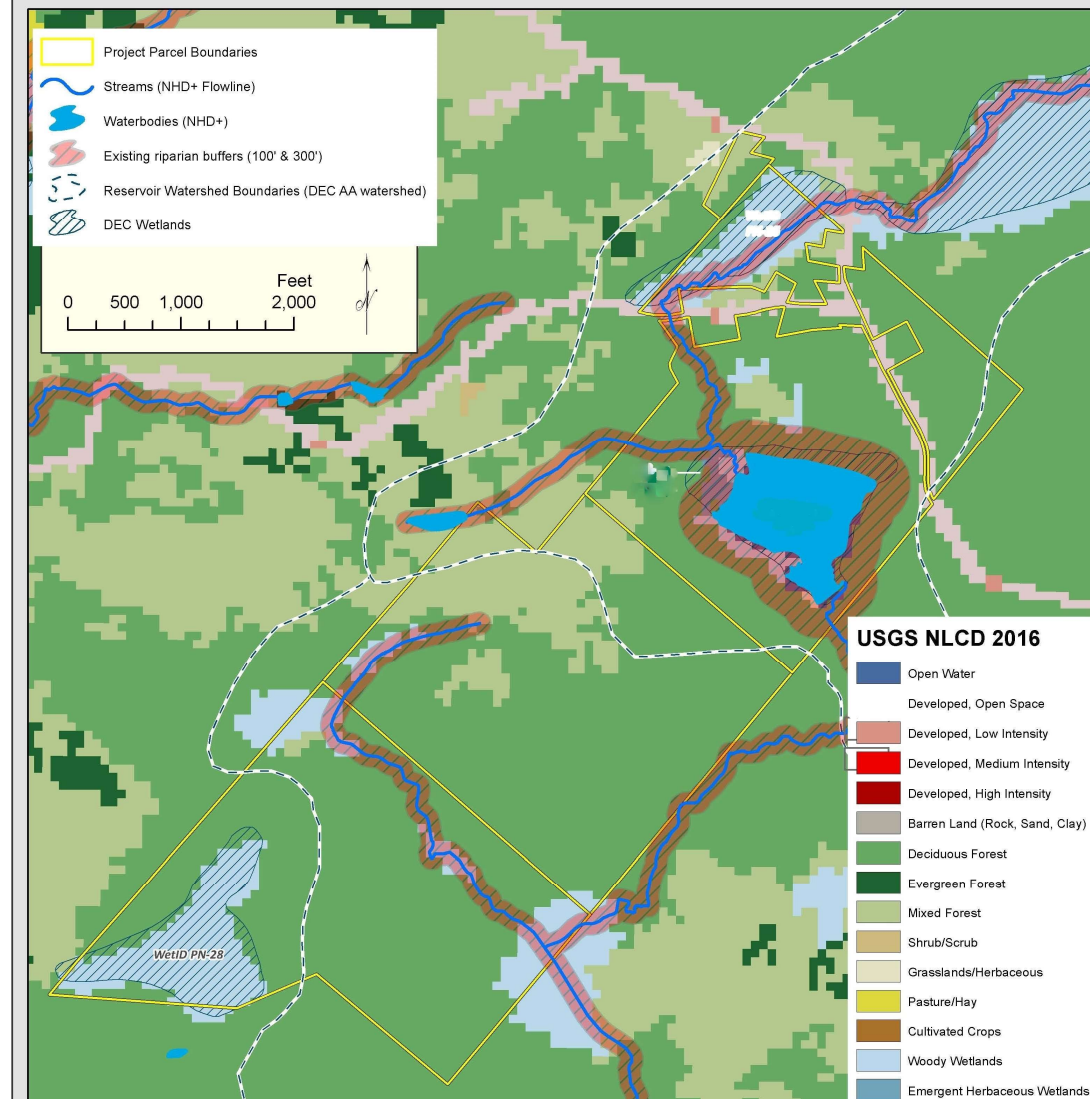 Project Parcel Boundaries
Streams (NHD+ Flowline)
Waterbodies (NHD+)
Existing riparian buffers (100' & 300')
Reservoir Watershed Boundaries (DEC AA watershed)
DEC Wetlands
Feet
0 500 1,000 2,000
N
WetID PN-28
USGS NLCD 2016
Open Water
Developed, Open Space
Developed, Low Intensity
Developed, Medium Intensity
Developed, High Intensity
Barren Land (Rock, Sand, Clay)
Deciduous Forest
Evergreen Forest
Mixed Forest
Shrub/Scrub
Grasslands/Herbaceous
Pasture/Hay
Cultivated Crops
Woody Wetlands
Emergent Herbaceous Wetlands